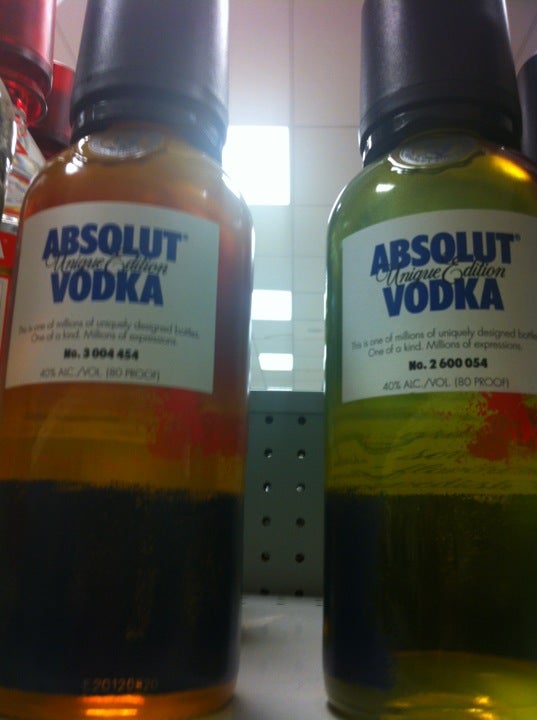 ABSOLUT
Unique Edition
VODKA
This is one of millions of uniquely designed bottles.
One of a kind. Millions of expressions.
No. 3 004 454
40% ALC./VOL. (80 PROOF)
ABSOLUT
Unique Edition
VODKA
This is one of millions of uniquely designed bottles
One of a kind. Millions of expressions.
No. 2 600 054
40% ALC./VOL. (80 PROOF)